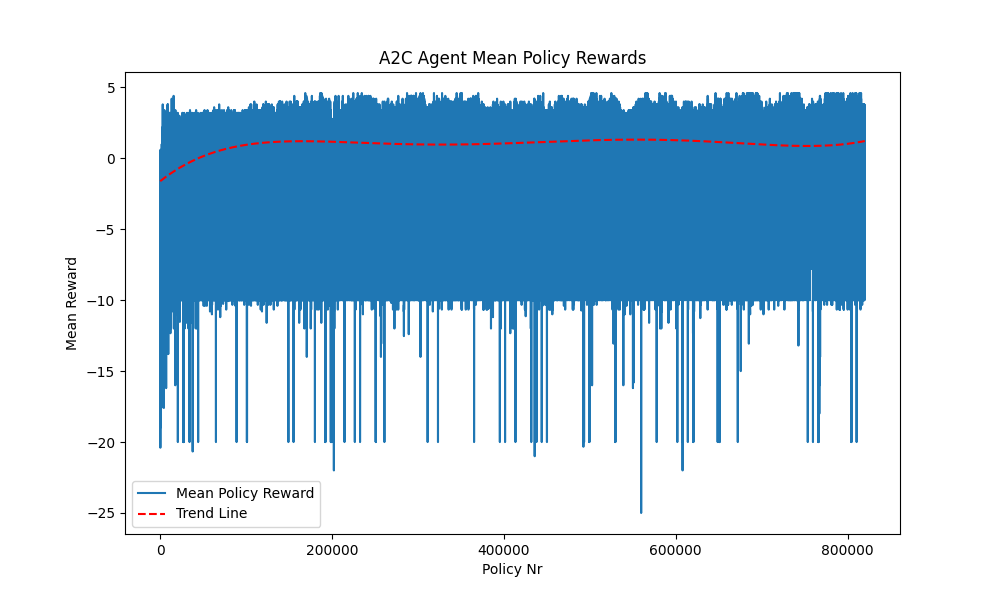 A2C Agent Mean Policy Rewards
5
0
−5
−10
−15
−20
−25
Mean Reward
Mean Policy Reward
Trend Line
0
200000
400000
600000
800000
Policy Nr